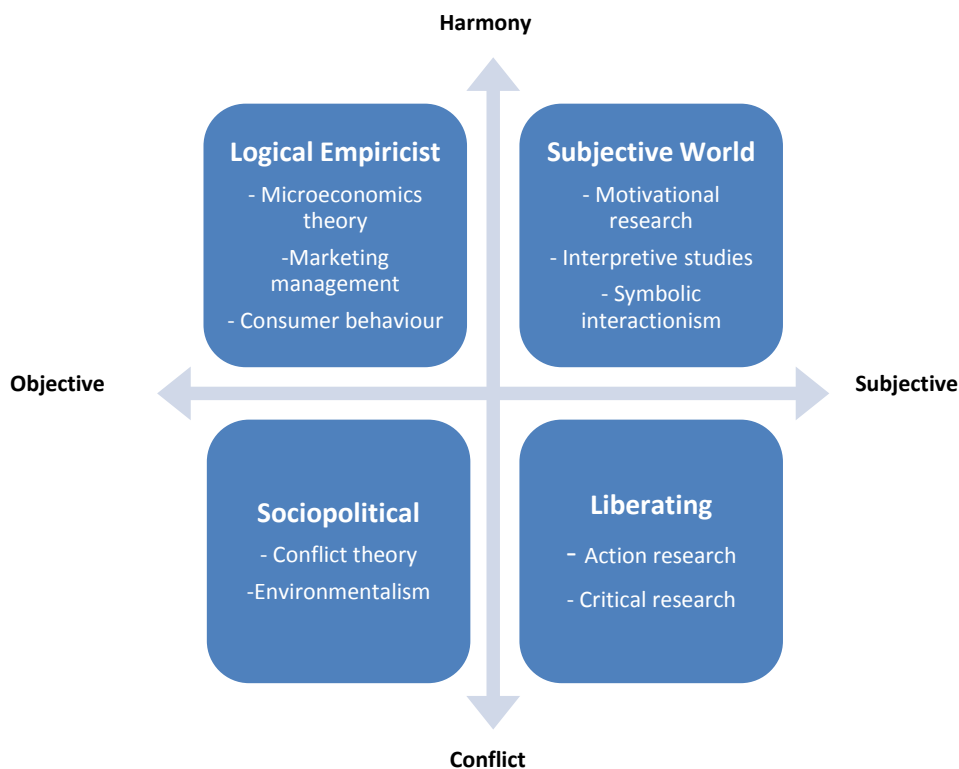 Harmony
Logical Empiricist
- Microeconomics
theory
-Marketing
management
- Consumer behaviour
Subjective World
- Motivational
research
- Interpretive studies
- Symbolic
interactionism
Objective
Subjective
Sociopolitical
- Conflict theory
-Environmentalism
Liberating
- Action research
- Critical research
Conflict